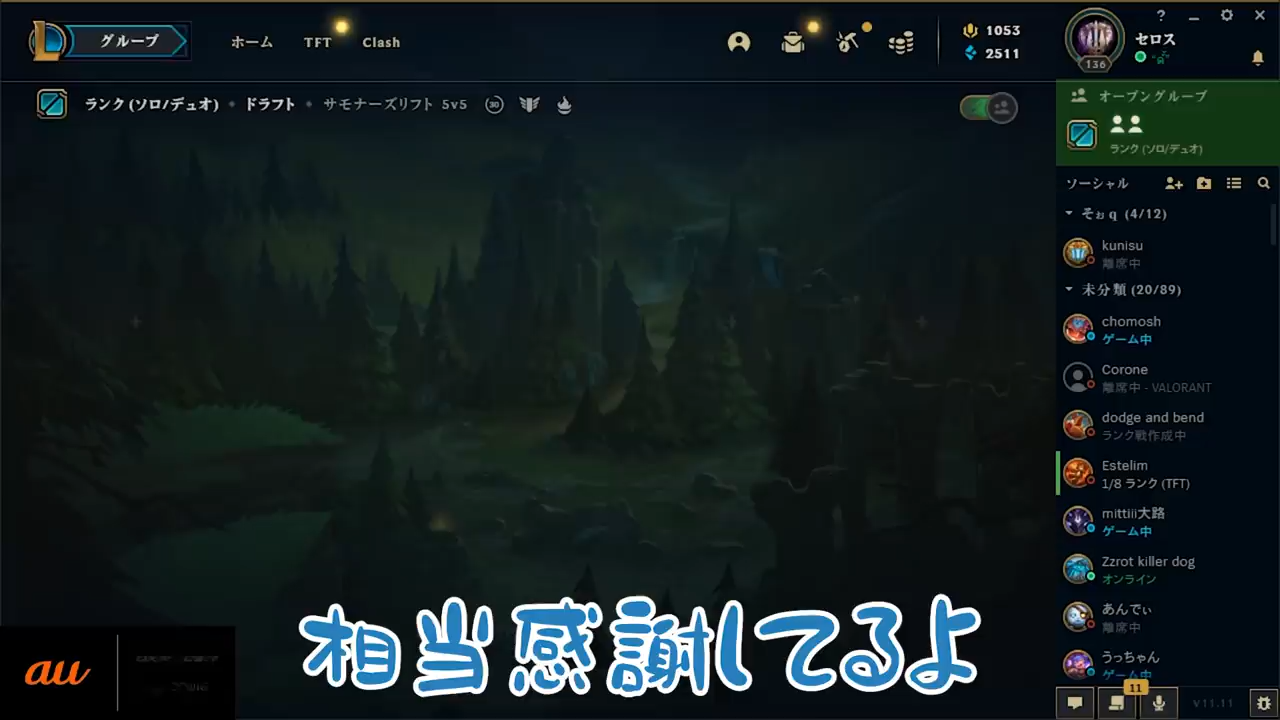 グループ
ホーム
TFT
Clash
1053
2511
?
セロス
136
ランク (ソロ/デュオ) • ドラフト • サモナーズリフト 5v5
30
オープングループ
ランク (ソロ/デュオ)
ソーシャル
そぉq (4/12)
kunisu
離席中
未分類 (20/89)
chomosh
ゲーム中
Corone
離席中 - VALORANT
dodge and bend
ランク戦作成中
Estelim
1/8 ランク (TFT)
mittiii大路
ゲーム中
Zzrot killer dog
オンライン
あんでぃ
離席中
うっちゃん
ゲーム中
11
V11.11
au
相当感謝してるよ